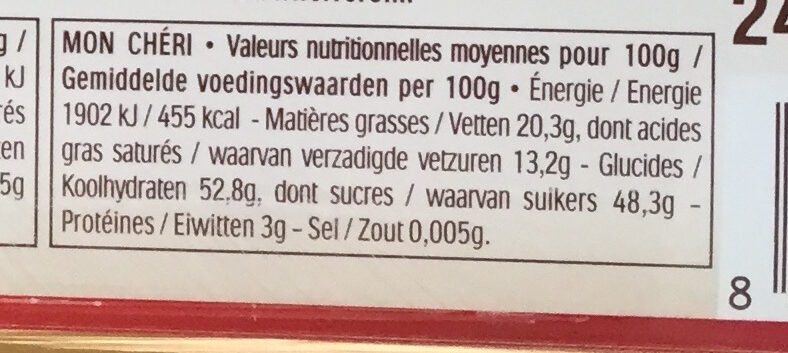 MON CHÉRI • Valeurs nutritionnelles moyennes pour 100g /
Gemiddelde voedingswaarden per 100g • Énergie / Energie
1902 kJ / 455 kcal - Matières grasses / Vetten 20,3g, dont acides
gras saturés / waarvan verzadigde vetzuren 13,2g - Glucides /
Koolhydraten 52,8g, dont sucres / waarvan suikers 48,3g -
Protéines / Eiwitten 3g - Sel / Zout 0,005g.
g /
kJ
5g
8